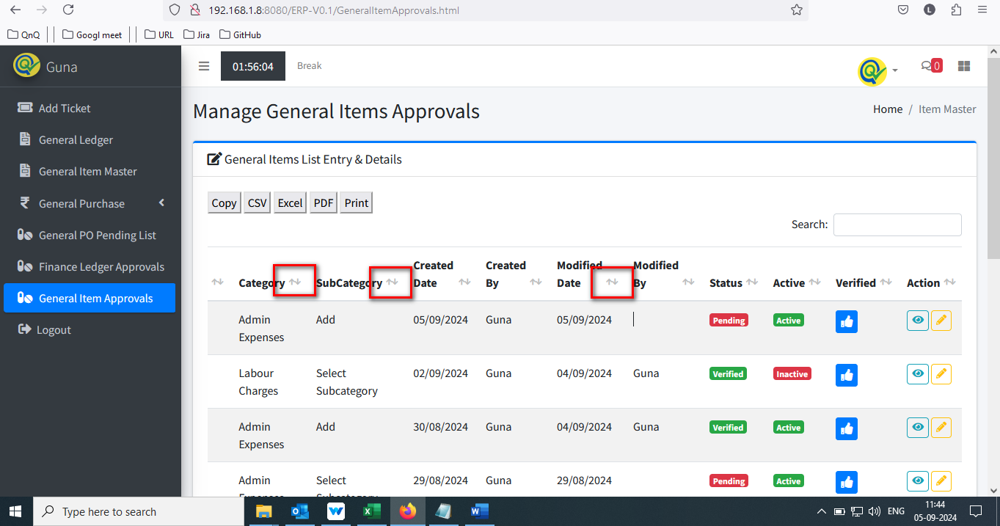 192.168.1.8:8080/ERP-V0.1/GeneralItemApprovals.html
L
QnQ Googl meet URL Jira GitHub
Guna
01:56:04 Break 0
Add Ticket
General Ledger
General Item Master
General Purchase
General PO Pending List
Finance Ledger Approvals
General Item Approvals
Logout
Manage General Items Approvals
Home / Item Master
General Items List Entry & Details
Copy CSV Excel PDF Print
Search:
Category SubCategory Created Date Created By Modified Date Modified By Status Active Verified Action
Admin Expenses Add 05/09/2024 Guna 05/09/2024 Pending Active
Labour Charges Select Subcategory 02/09/2024 Guna 04/09/2024 Guna Verified Inactive
Admin Expenses Add 30/08/2024 Guna 04/09/2024 Guna Verified Active
Admin Select 29/08/2024 Guna 29/08/2024 Pending Active
Type here to search
ENG
11:44
05-09-2024